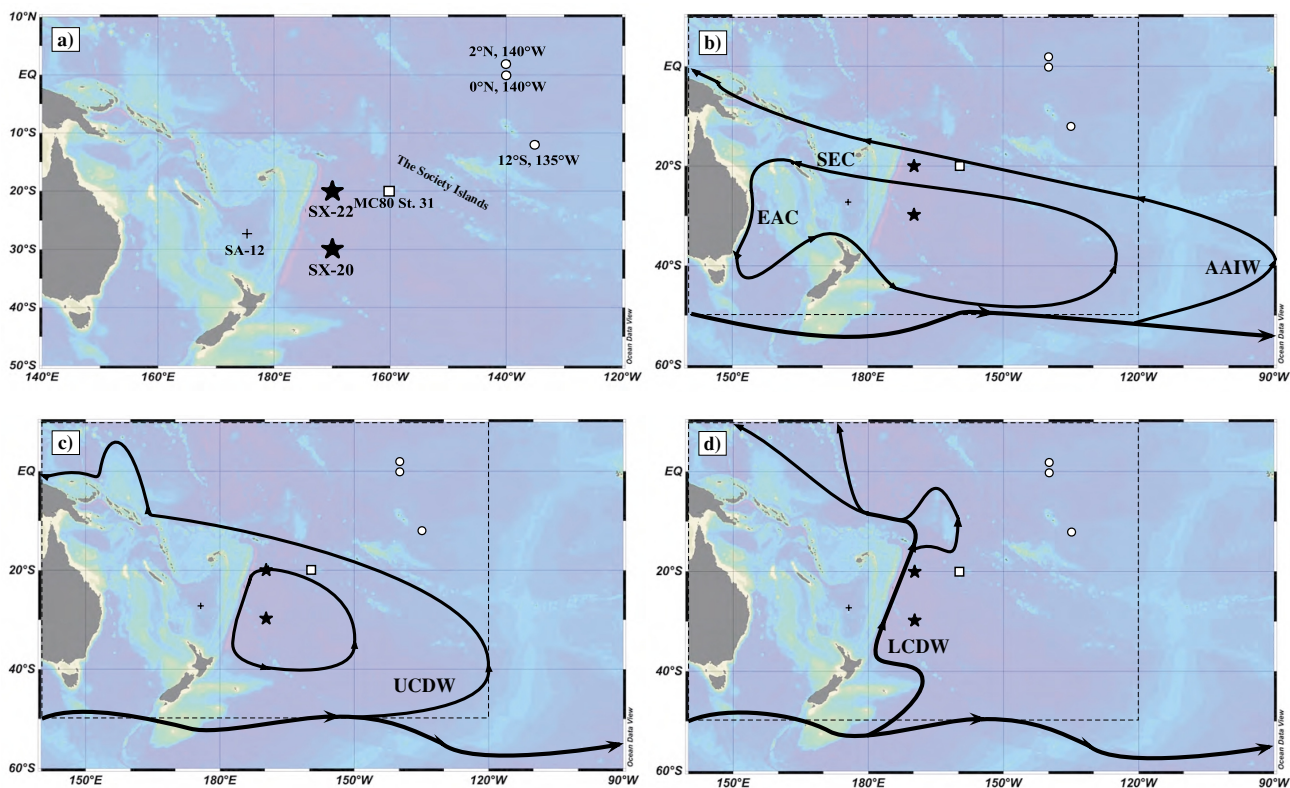 a)
10°N
EQ
10°S
20°S
30°S
40°S
50°S
140°E
160°E
180°E
160°W
140°W
120°W
2°N, 140°W
0°N, 140°W
12°S, 135°W
The Society Islands
MC80 St. 31
SX-22
SA-12
SX-20
Ocean Data View
b)
EQ
20°S
40°S
60°S
150°E
180°E
150°W
120°W
90°W
SEC
EAC
AAIW
Ocean Data View
c)
EQ
20°S
40°S
60°S
150°E
180°E
150°W
120°W
90°W
UCDW
Ocean Data View
d)
EQ
20°S
40°S
60°S
150°E
180°E
150°W
120°W
90°W
LCDW
Ocean Data View